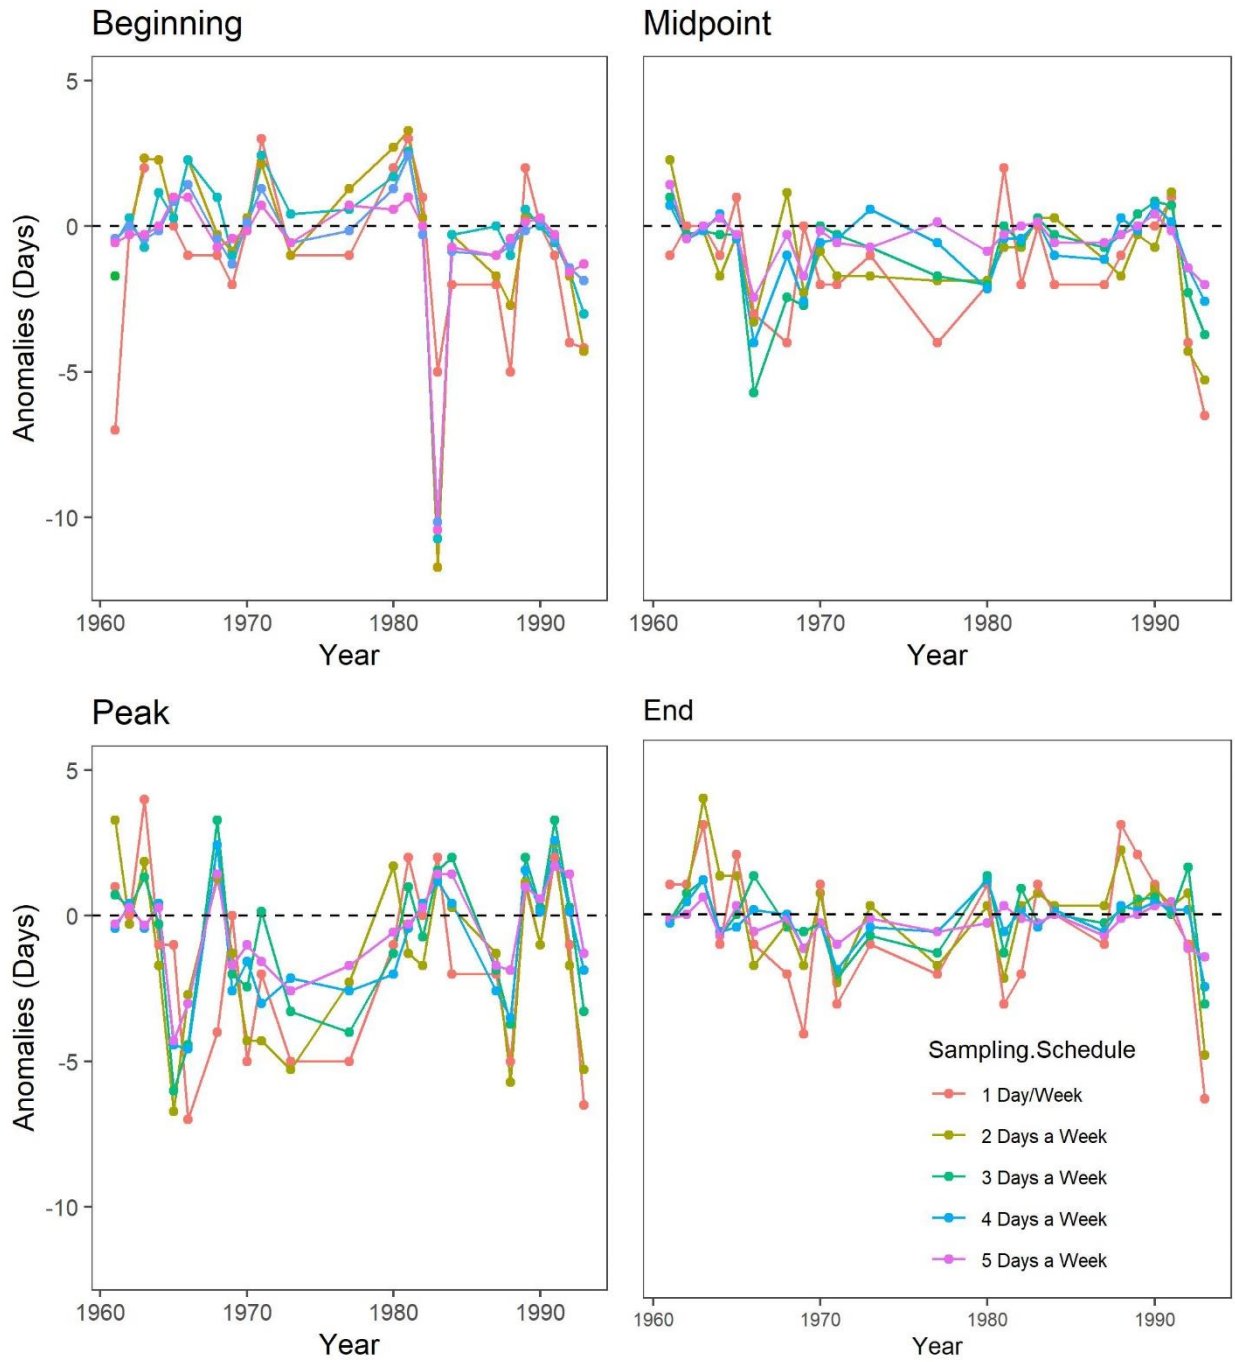 Beginning
Midpoint
Anomalies (Days)
5
0
-5
-10
1960 1970 1980 1990
Year
1960 1970 1980 1990
Year
Peak
End
Anomalies (Days)
5
0
-5
-10
1960 1970 1980 1990
Year
Sampling.Schedule
1 Day/Week
2 Days a Week
3 Days a Week
4 Days a Week
5 Days a Week
1960 1970 1980 1990
Year